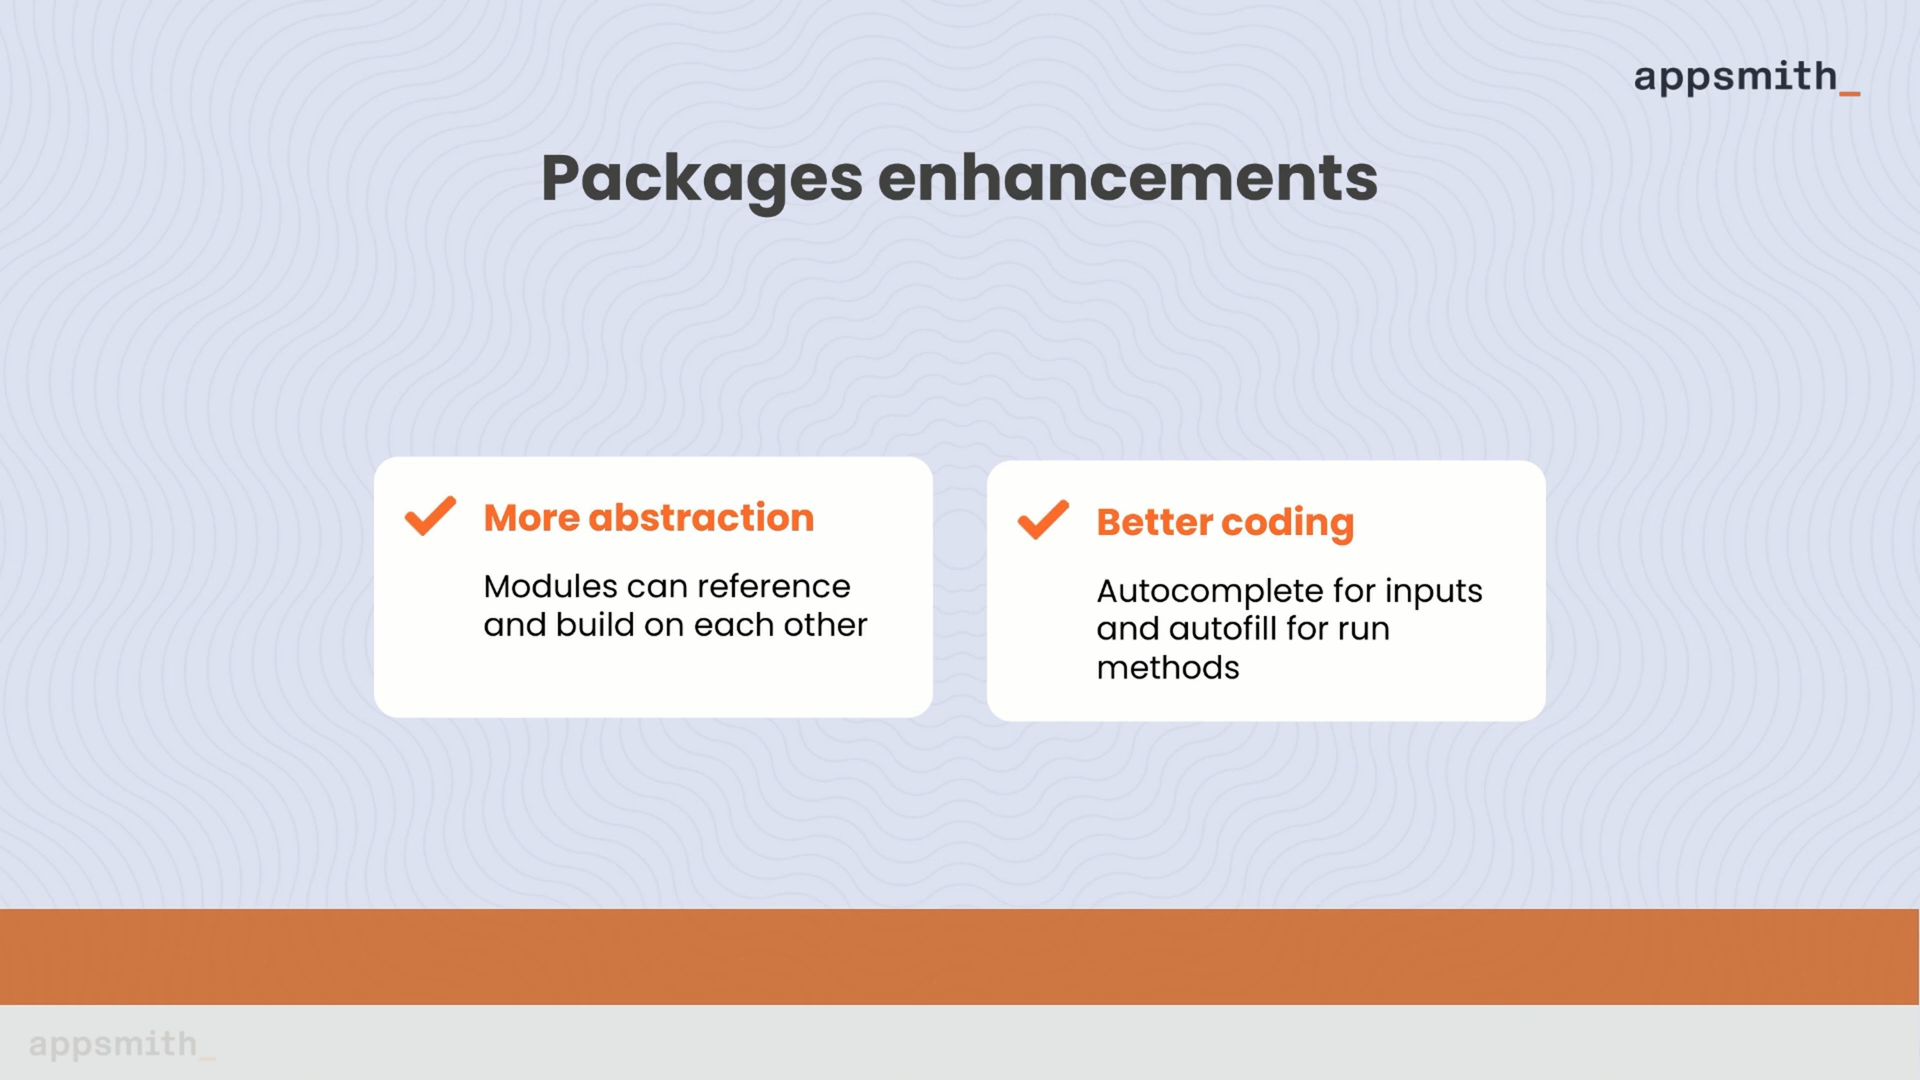 appsmith_
Packages enhancements
More abstraction
Modules can reference
and build on each other
Better coding
Autocomplete for inputs
and autofill for run
methods
appsmith_